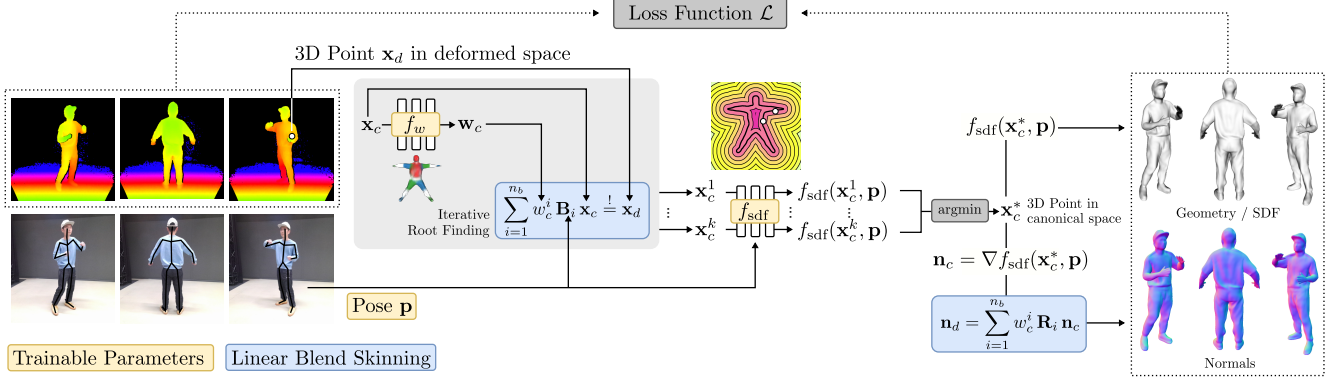 Loss Function ℒ
3D Point x_d in deformed space
x_c
f_w
w_c
Iterative
Root Finding
∑_{i=1}^{n_b} w_c^i B_i x_c =^! x_d
x_c^1
⋮
x_c^k
f_sdf
f_sdf(x_c^1, p)
⋮
f_sdf(x_c^k, p)
argmin
x_c^* 3D Point in
canonical space
f_sdf(x_c^*, p)
n_c = ∇f_sdf(x_c^*, p)
n_d = ∑_{i=1}^{n_b} w_c^i R_i n_c
Geometry / SDF
Normals
Pose p
Trainable Parameters
Linear Blend Skinning